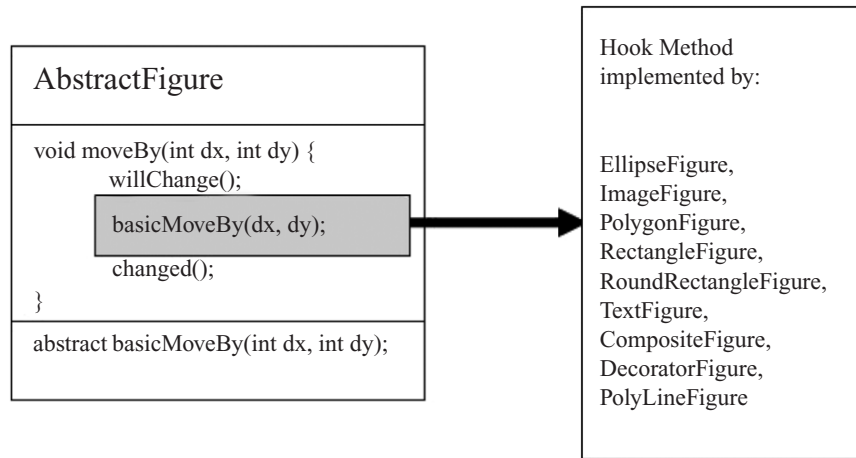 AbstractFigure
void moveBy(int dx, int dy) {
willChange();
basicMoveBy(dx, dy);
changed();
}
abstract basicMoveBy(int dx, int dy);
Hook Method
implemented by:
EllipseFigure,
ImageFigure,
PolygonFigure,
RectangleFigure,
RoundRectangleFigure,
TextFigure,
CompositeFigure,
DecoratorFigure,
PolyLineFigure